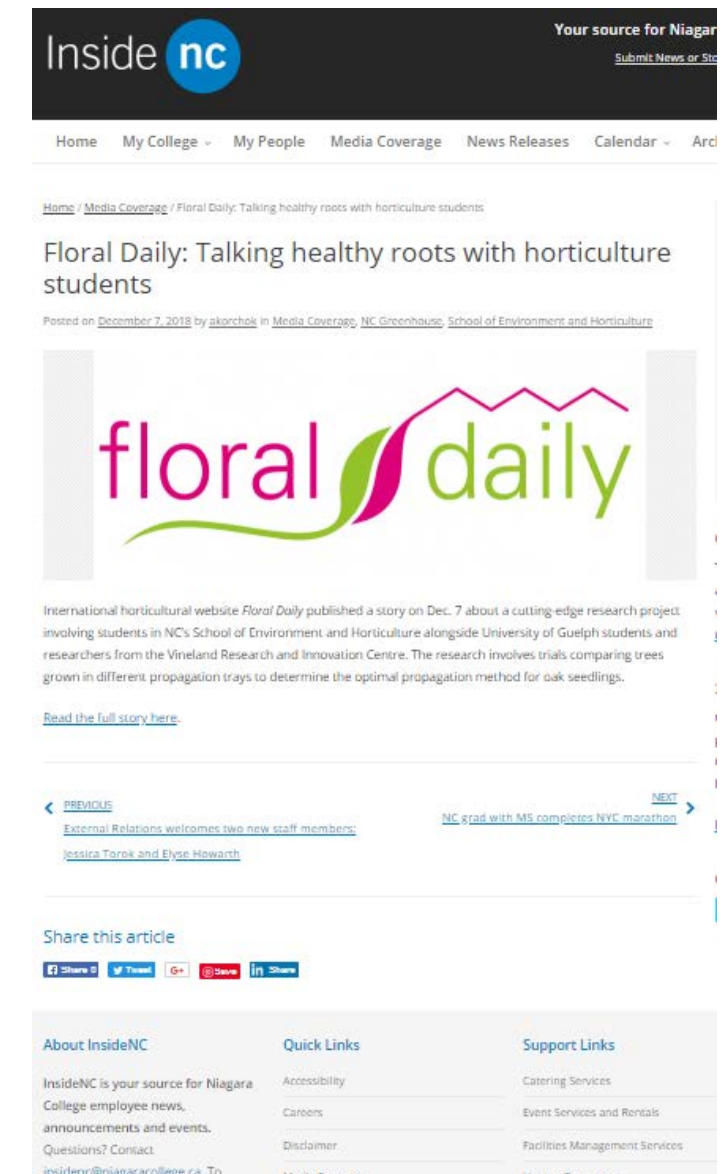 Inside nc
Your source for Niagar
Submit News or Sto
Home My College My People Media Coverage News Releases Calendar Arc
Home / Media Coverage / Floral Daily: Talking healthy roots with horticulture students
Floral Daily: Talking healthy roots with horticulture
students
Posted on December 7, 2018 by akorchok in Media Coverage, NC Greenhouse, School of Environment and Horticulture
floral daily
International horticultural website Floral Daily published a story on Dec. 7 about a cutting-edge research project
involving students in NC's School of Environment and Horticulture alongside University of Guelph students and
researchers from the Vineland Research and Innovation Centre. The research involves trials comparing trees
grown in different propagation trays to determine the optimal propagation method for oak seedlings.
Read the full story here.
PREVIOUS
External Relations welcomes two new staff members:
Jessica Torok and Elyse Howarth
NEXT
NC grad with MS completes NYC marathon
Share this article
Share 0 Tweet G+ Save in Share
About InsideNC
InsideNC is your source for Niagara
College employee news,
announcements and events.
Questions? Contact
insidenc@niagaracollege.ca. To
Quick Links
Accessibility
Careers
Disclaimer
Support Links
Catering Services
Event Services and Rentals
Facilities Management Services